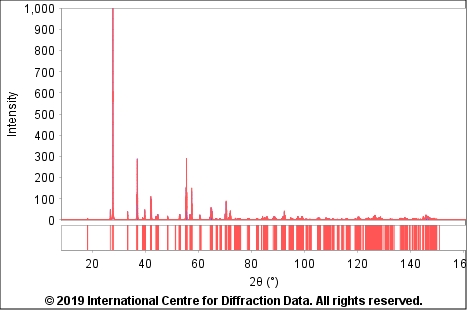 1,000
900
800
700
600
500
400
300
200
100
0
Intensity
20 40 60 80 100 120 140 16
2θ (°)
© 2019 International Centre for Diffraction Data. All rights reserved.